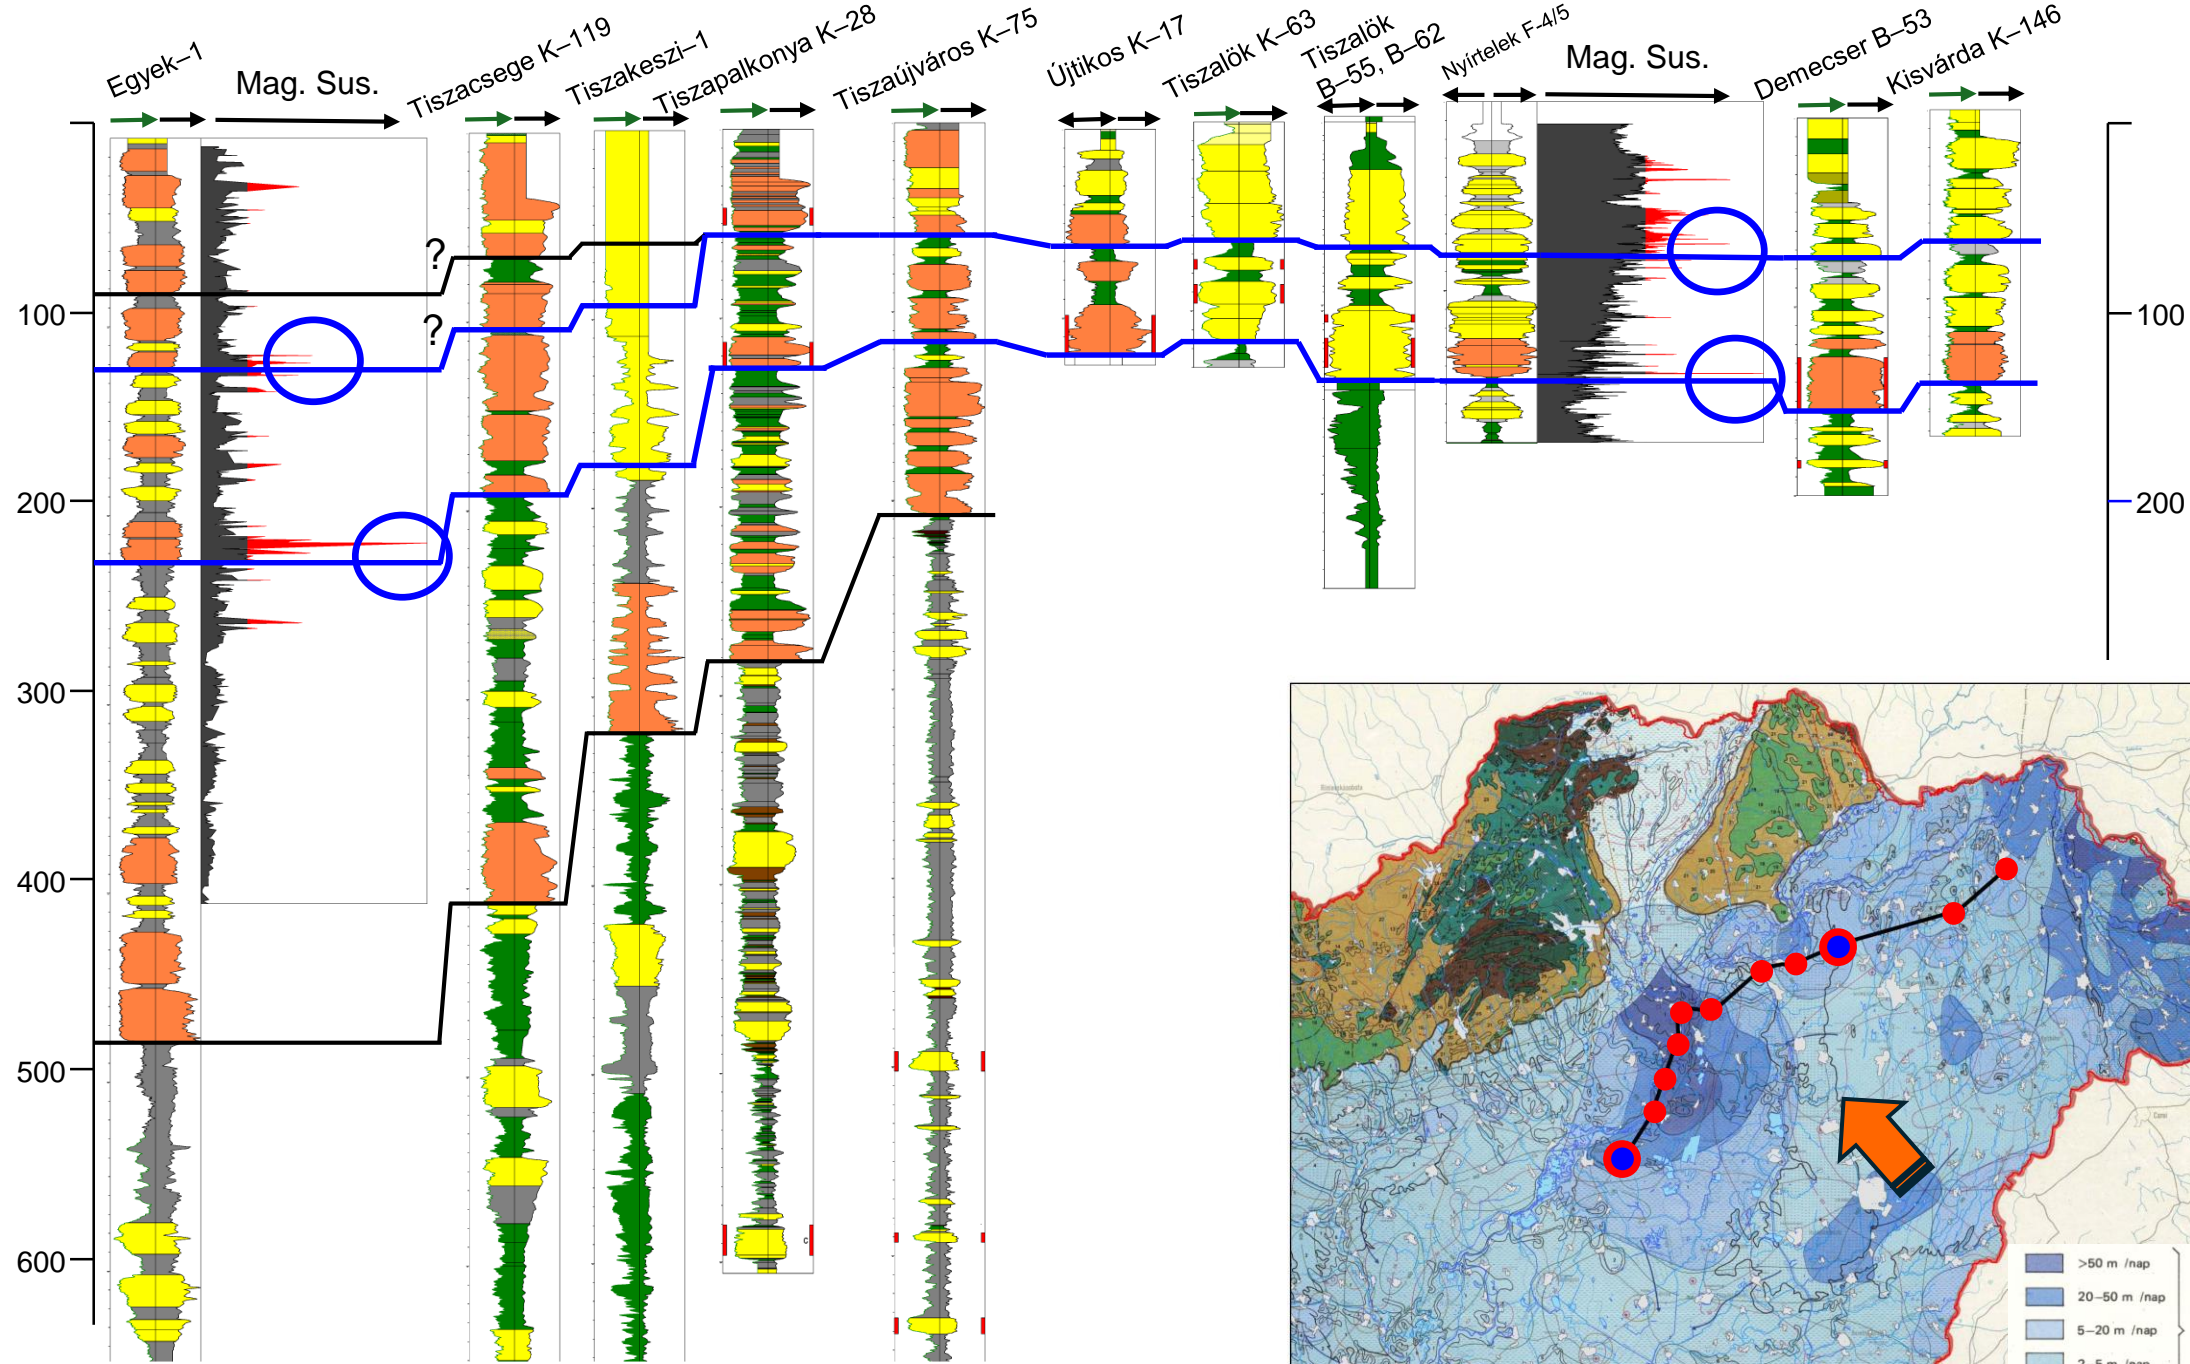 Egyek–1
Mag. Sus.
Tiszacsege K–119
Tiszakeszi–1
Tiszapalkonya K–28
Tiszaújváros K–75
Újtikos K–17
Tiszalök K–63
Tiszalök
B–55, B–62
Nyírtelek F-4/5
Mag. Sus.
Demecser B–53
Kisvárda K–146
?
?
100
200
300
400
500
600
100
200
c
>50 m /nap
20–50 m /nap
5–20 m /nap